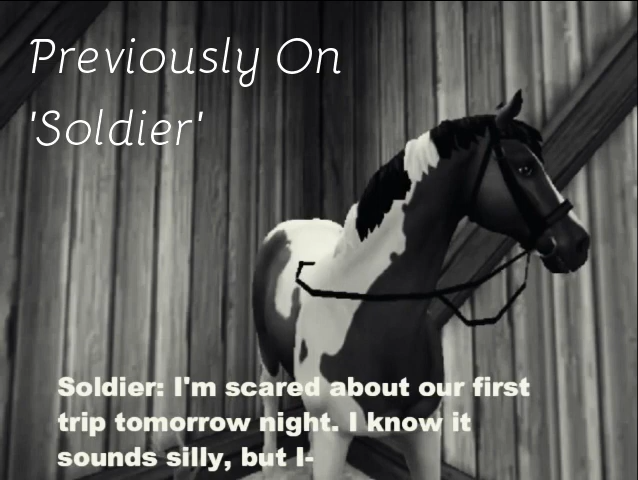 Previously On
'Soldier'
Soldier: I'm scared about our first
trip tomorrow night. I know it
sounds silly, but I-